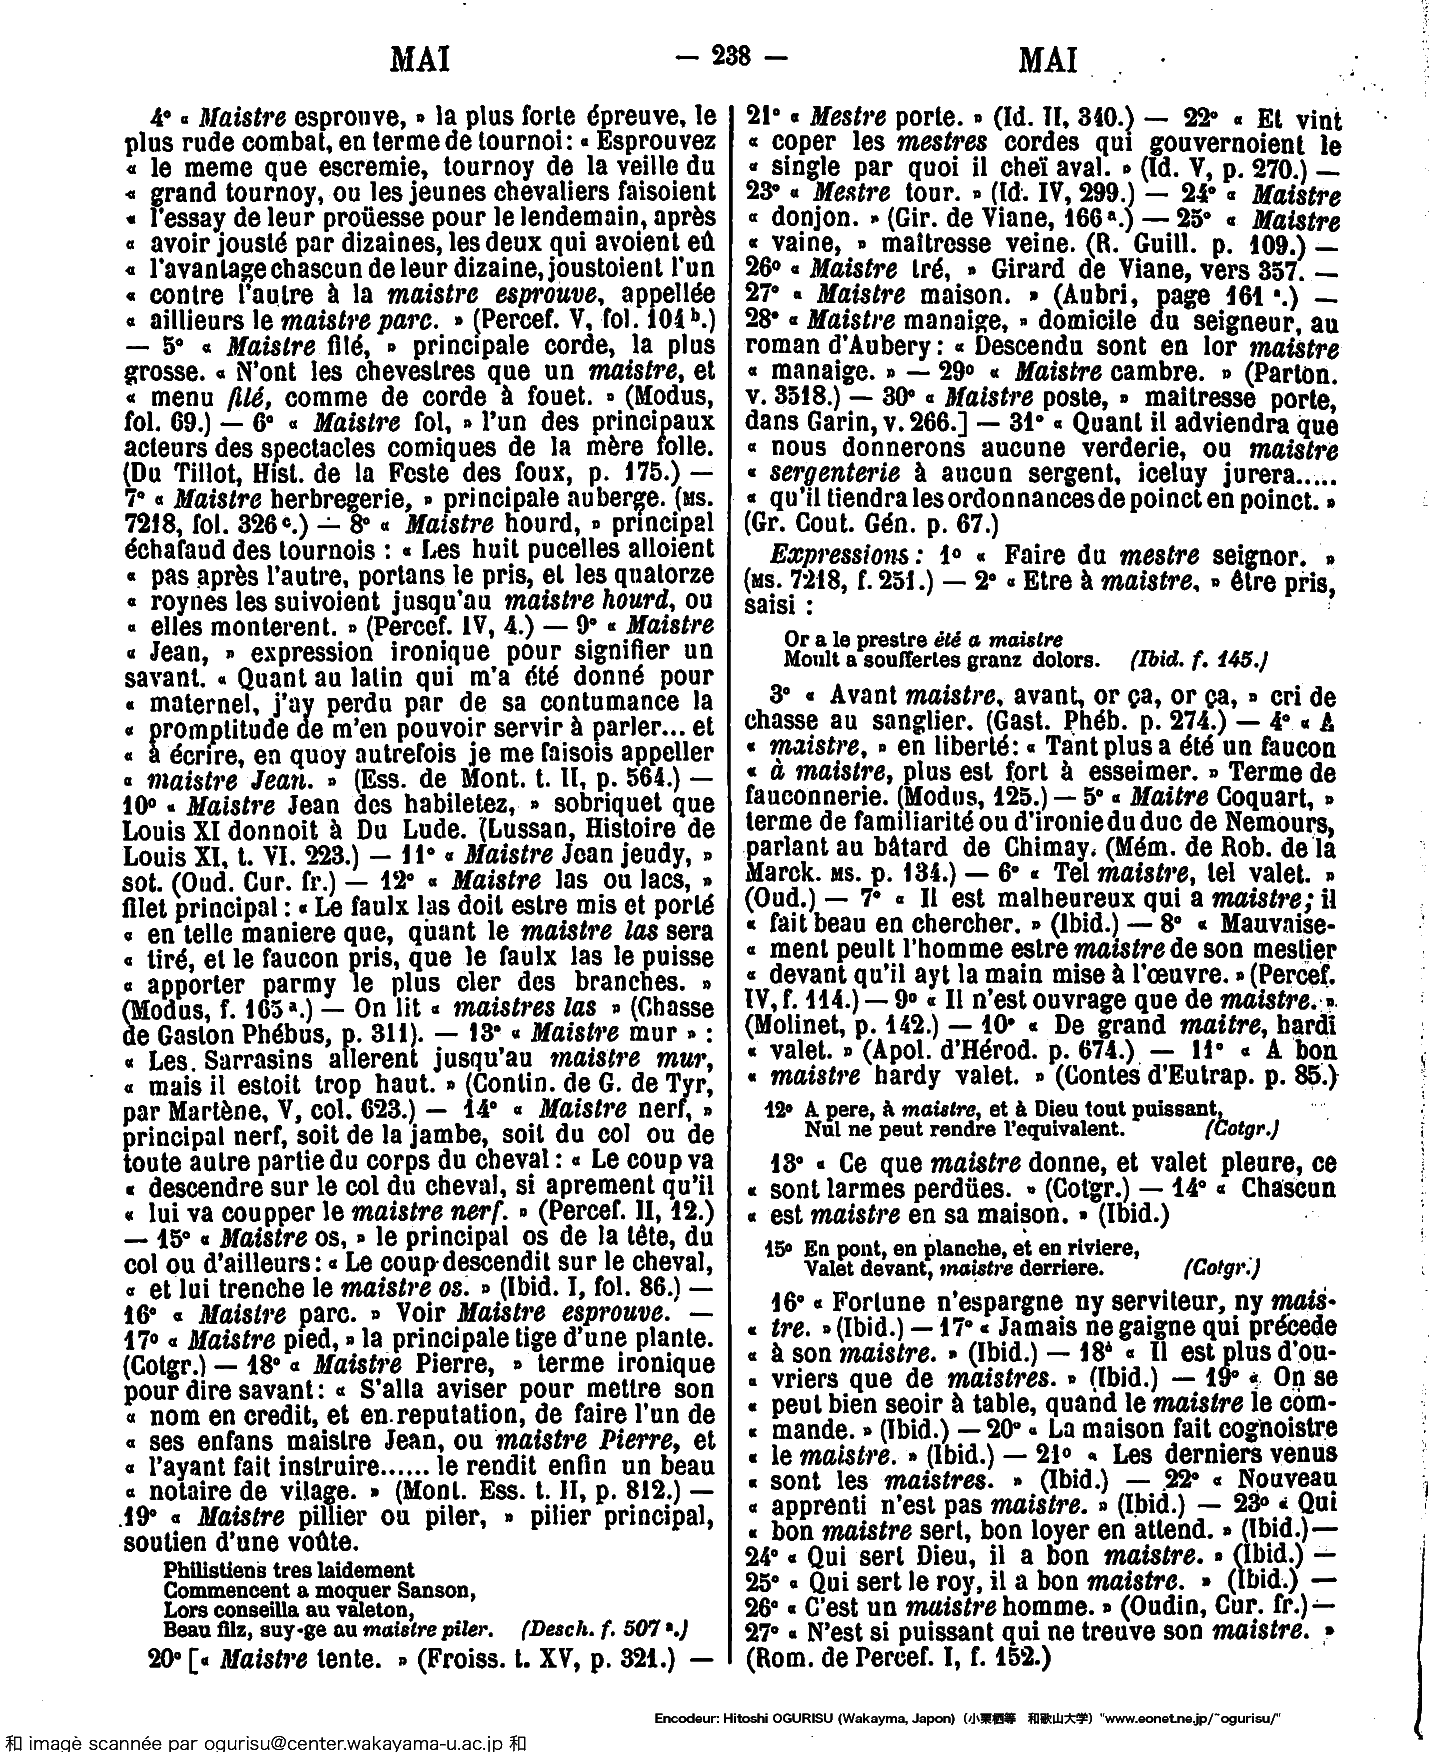 MAI — 238 — MAI
4° « Maistre esprouve, » la plus forte épreuve, le
plus rude combat, en terme de tournoi : « Esprouvez
« le meme que escremie, tournoy de la veille du
« grand tournoy, ou les jeunes chevaliers faisoient
« l'essay de leur proüesse pour le lendemain, après
« avoir jousté par dizaines, les deux qui avoient eû
« l'avantage chascun de leur dizaine, joustoient l'un
« contre l'autre à la maistre esprouve, appellée
« aillieurs le maistre parc. » (Percef. V, fol. 104 b.)
— 5° « Maistre filé, » principale corde, la plus
grosse. « N'ont les chevestres que un maistre, et
« menu filé, comme de corde à fouet. » (Modus,
fol. 69.) — 6° « Maistre fol, » l'un des principaux
acteurs des spectacles comiques de la mère folle.
(Du Tillot, Hist. de la Feste des foux, p. 175.) —
7° « Maistre herbregerie, » principale auberge. (ms.
7218, fol. 326 c.) — 8° « Maistre hourd, » principal
échafaud des tournois : « Les huit pucelles alloient
« pas après l'autre, portans le pris, et les quatorze
« roynes les suivoient jusqu'au maistre hourd, ou
« elles monterent. » (Percef. IV, 4.) — 9° « Maistre
« Jean, » expression ironique pour signifier un
savant. « Quant au latin qui m'a été donné pour
« maternel, j'ay perdu par de sa contumance la
« promptitude de m'en pouvoir servir à parler... et
« à écrire, en quoy autrefois je me faisois appeller
« maistre Jean. » (Ess. de Mont. t. II, p. 564.) —
10° « Maistre Jean des habiletez, » sobriquet que
Louis XI donnoit à Du Lude. (Lussan, Histoire de
Louis XI, t. VI. 223.) — 11° « Maistre Jean jeudy, »
sot. (Oud. Cur. fr.) — 12° « Maistre las ou lacs, »
filet principal : « Le faulx las doit estre mis et porté
« en telle maniere que, quant le maistre las sera
« tiré, et le faucon pris, que le faulx las le puisse
« apporter parmy le plus cler des branches. »
(Modus, f. 165 a.) — On lit « maistres las » (Chasse
de Gaston Phébus, p. 311). — 13° « Maistre mur » :
« Les Sarrasins allerent jusqu'au maistre mur,
« mais il estoit trop haut. » (Contin. de G. de Tyr,
par Martène, V, col. 623.) — 14° « Maistre nerf, »
principal nerf, soit de la jambe, soit du col ou de
toute autre partie du corps du cheval : « Le coup va
« descendre sur le col du cheval, si aprement qu'il
« lui va coupper le maistre nerf. » (Percef. II, 12.)
— 15° « Maistre os, » le principal os de la tête, du
col ou d'ailleurs : « Le coup descendit sur le cheval,
« et lui trenche le maistre os. » (Ibid. I, fol. 86.) —
16° « Maistre parc. » Voir Maistre esprouve. —
17° « Maistre pied, » la principale tige d'une plante.
(Cotgr.) — 18° « Maistre Pierre, » terme ironique
pour dire savant : « S'alla aviser pour mettre son
« nom en credit, et en reputation, de faire l'un de
« ses enfans maistre Jean, ou maistre Pierre, et
« l'ayant fait instruire...... le rendit enfin un beau
« notaire de vilage. » (Mont. Ess. t. II, p. 812.) —
19° « Maistre pillier ou piler, » pilier principal,
soutien d'une voûte.
Philistiens tres laidement
Commencent a moquer Sanson,
Lors conseilla au valeton,
Beau filz, suy-ge au maistre piler. (Desch. f. 507 a.)
20° [« Maistre tente. » (Froiss. t. XV, p. 321.) —
21° « Mestre porte. » (Id. II, 340.) — 22° « Et vint
« coper les mestres cordes qui gouvernoient le
« single par quoi il cheï aval. » (Id. V, p. 270.) —
23° « Mestre tour. » (Id. IV, 299.) — 24° « Maistre
« donjon. » (Gir. de Viane, 166 a.) — 25° « Maistre
« vaine, » maîtresse veine. (R. Guill. p. 109.) —
26° « Maistre tré, » Girard de Viane, vers 357. —
27° « Maistre maison. » (Aubri, page 161 a.) —
28° « Maistre manaige, » domicile du seigneur, au
roman d'Aubery : « Descendu sont en lor maistre
« manaige. » — 29° « Maistre cambre. » (Parton.
v. 3518.) — 30° « Maistre poste, » maitresse porte,
dans Garin, v. 266.] — 31° « Quant il adviendra que
« nous donnerons aucune verderie, ou maistre
« sergenterie à aucun sergent, iceluy jurera.....
« qu'il tiendra les ordonnances de poinct en poinct. »
(Gr. Cout. Gén. p. 67.)
Expressions : 1° « Faire du mestre seignor. »
(ms. 7218, f. 251.) — 2° « Etre à maistre, » être pris,
saisi :
Or a le prestre été a maistre
Moult a souffertes granz dolors. (Ibid. f. 145.)
3° « Avant maistre, avant, or ça, or ça, » cri de
chasse au sanglier. (Gast. Phéb. p. 274.) — 4° « A
« maistre, » en liberté : « Tant plus a été un faucon
« à maistre, plus est fort à esseimer. » Terme de
fauconnerie. (Modus, 125.) — 5° « Maitre Coquart, »
terme de familiarité ou d'ironie du duc de Nemours,
parlant au bâtard de Chimay. (Mém. de Rob. de la
Marck. ms. p. 134.) — 6° « Tel maistre, tel valet. »
(Oud.) — 7° « Il est malheureux qui a maistre ; il
« fait beau en chercher. » (Ibid.) — 8° « Mauvaise-
« ment peult l'homme estre maistre de son mestier
« devant qu'il ayt la main mise à l'œuvre. » (Percef.
IV, f. 114.) — 9° « Il n'est ouvrage que de maistre. »
(Molinet, p. 142.) — 10° « De grand maitre, hardi
« valet. » (Apol. d'Hérod. p. 674.) — 11° « A bon
« maistre hardy valet. » (Contes d'Eutrap. p. 85.)
12° A pere, à maistre, et à Dieu tout puissant,
Nul ne peut rendre l'equivalent. (Cotgr.)
13° « Ce que maistre donne, et valet pleure, ce
« sont larmes perdües. » (Cotgr.) — 14° « Chascun
« est maistre en sa maison. » (Ibid.)
15° En pont, en planche, et en riviere,
Valet devant, maistre derriere. (Cotgr.)
16° « Fortune n'espargne ny serviteur, ny mais-
« tre. » (Ibid.) — 17° « Jamais ne gaigne qui précede
« à son maistre. » (Ibid.) — 18° « Il est plus d'ou-
« vriers que de maistres. » (Ibid.) — 19° « On se
« peut bien seoir à table, quand le maistre le com-
« mande. » (Ibid.) — 20° « La maison fait cognoistre
« le maistre. » (Ibid.) — 21° « Les derniers venus
« sont les maistres. » (Ibid.) — 22° « Nouveau
« apprenti n'est pas maistre. » (Ibid.) — 23° « Qui
« bon maistre sert, bon loyer en attend. » (Ibid.) —
24° « Qui sert Dieu, il a bon maistre. » (Ibid.) —
25° « Qui sert le roy, il a bon maistre. » (Ibid.) —
26° « C'est un maistre homme. » (Oudin, Cur. fr.) —
27° « N'est si puissant qui ne treuve son maistre. »
(Rom. de Percef. I, f. 152.)
Encodeur: Hitoshi OGURISU (Wakayma, Japon) (小栗栖等 和歌山大学) "www.eonet.ne.jp/~ogurisu/"
和 imagè scannée par ogurisu@center.wakayama-u.ac.jp 和